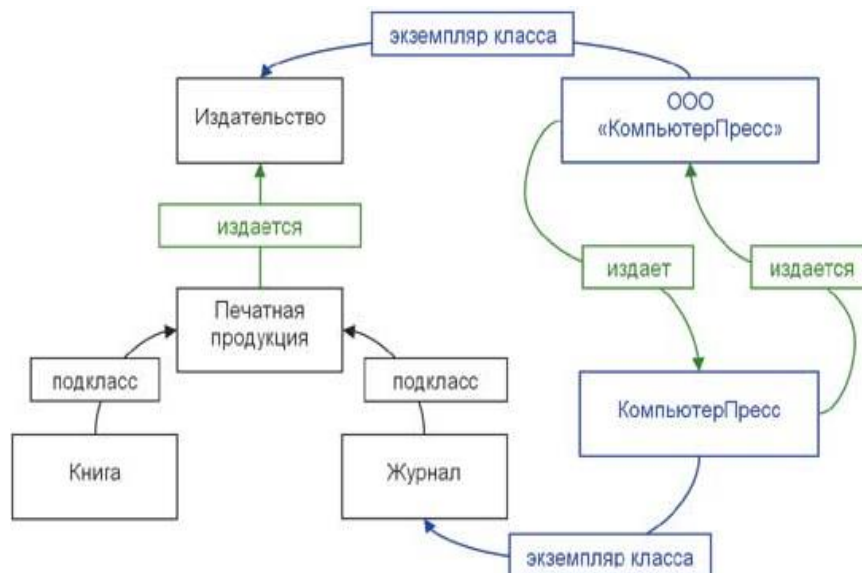 экземпляр класса
Издательство
ООО
«КомпьютерПресс»
издается
издает
издается
Печатная
продукция
подкласс
подкласс
КомпьютерПресс
Книга
Журнал
экземпляр класса